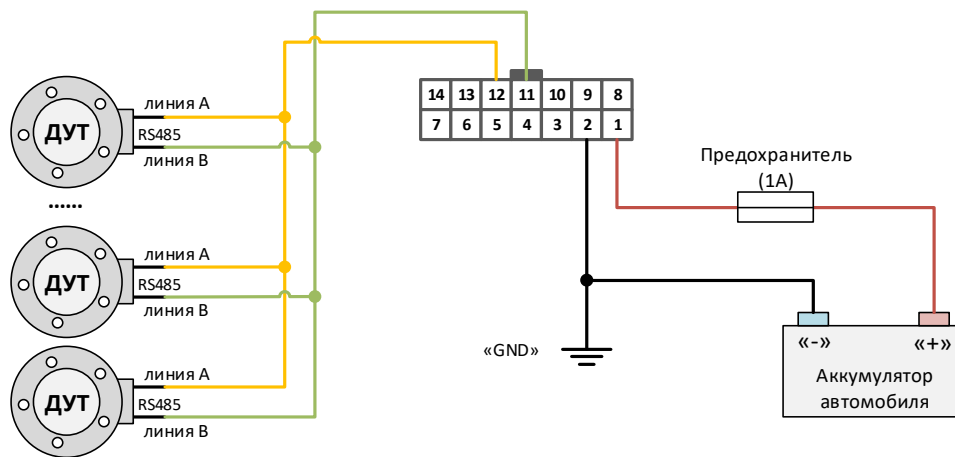 ДУТ
линия А
RS485
линия В
......
ДУТ
линия А
RS485
линия В
ДУТ
линия А
RS485
линия В
14 13 12 11 10 9 8
7 6 5 4 3 2 1
Предохранитель
(1А)
«GND»
«-» «+»
Аккумулятор
автомобиля